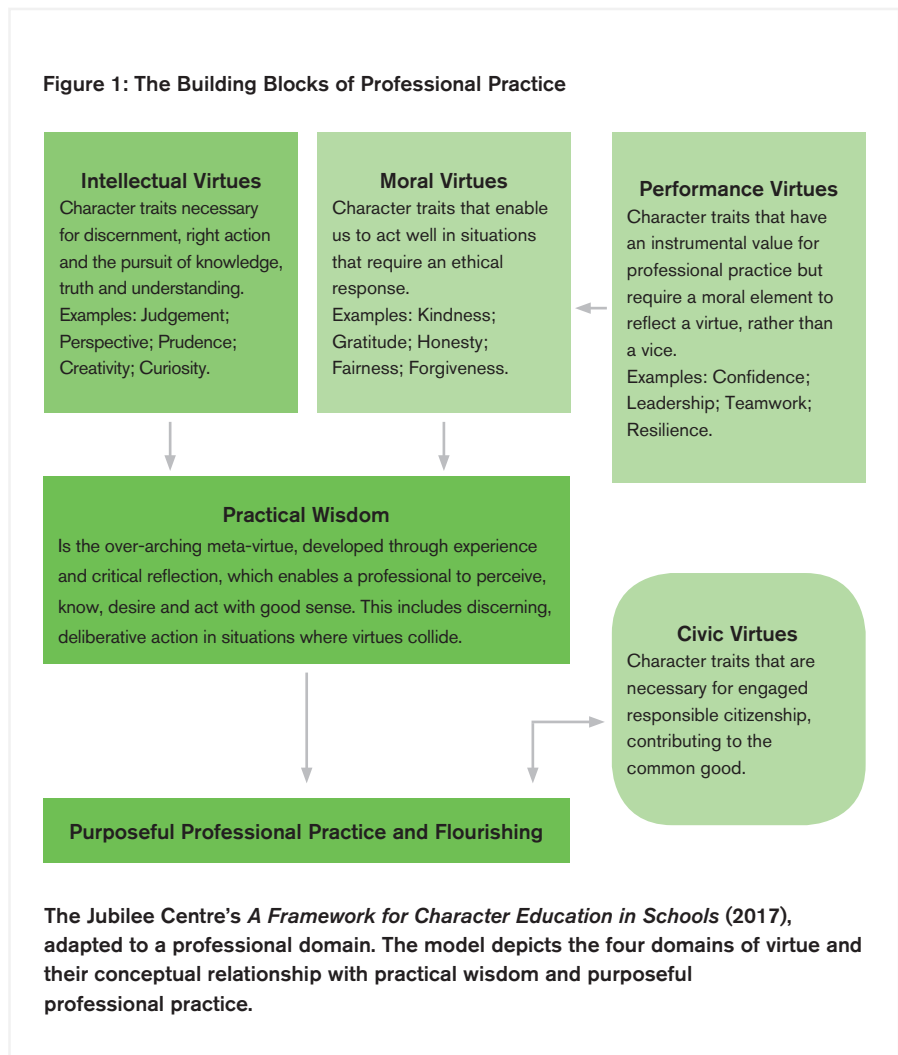 Figure 1: The Building Blocks of Professional Practice
Intellectual Virtues
Character traits necessary
for discernment, right action
and the pursuit of knowledge,
truth and understanding.
Examples: Judgement;
Perspective; Prudence;
Creativity; Curiosity.
Moral Virtues
Character traits that enable
us to act well in situations
that require an ethical
response.
Examples: Kindness;
Gratitude; Honesty;
Fairness; Forgiveness.
Performance Virtues
Character traits that have
an instrumental value for
professional practice but
require a moral element to
reflect a virtue, rather than
a vice.
Examples: Confidence;
Leadership; Teamwork;
Resilience.
Practical Wisdom
Is the over-arching meta-virtue, developed through experience
and critical reflection, which enables a professional to perceive,
know, desire and act with good sense. This includes discerning,
deliberative action in situations where virtues collide.
Civic Virtues
Character traits that are
necessary for engaged
responsible citizenship,
contributing to the
common good.
Purposeful Professional Practice and Flourishing
The Jubilee Centre's A Framework for Character Education in Schools (2017),
adapted to a professional domain. The model depicts the four domains of virtue and
their conceptual relationship with practical wisdom and purposeful
professional practice.